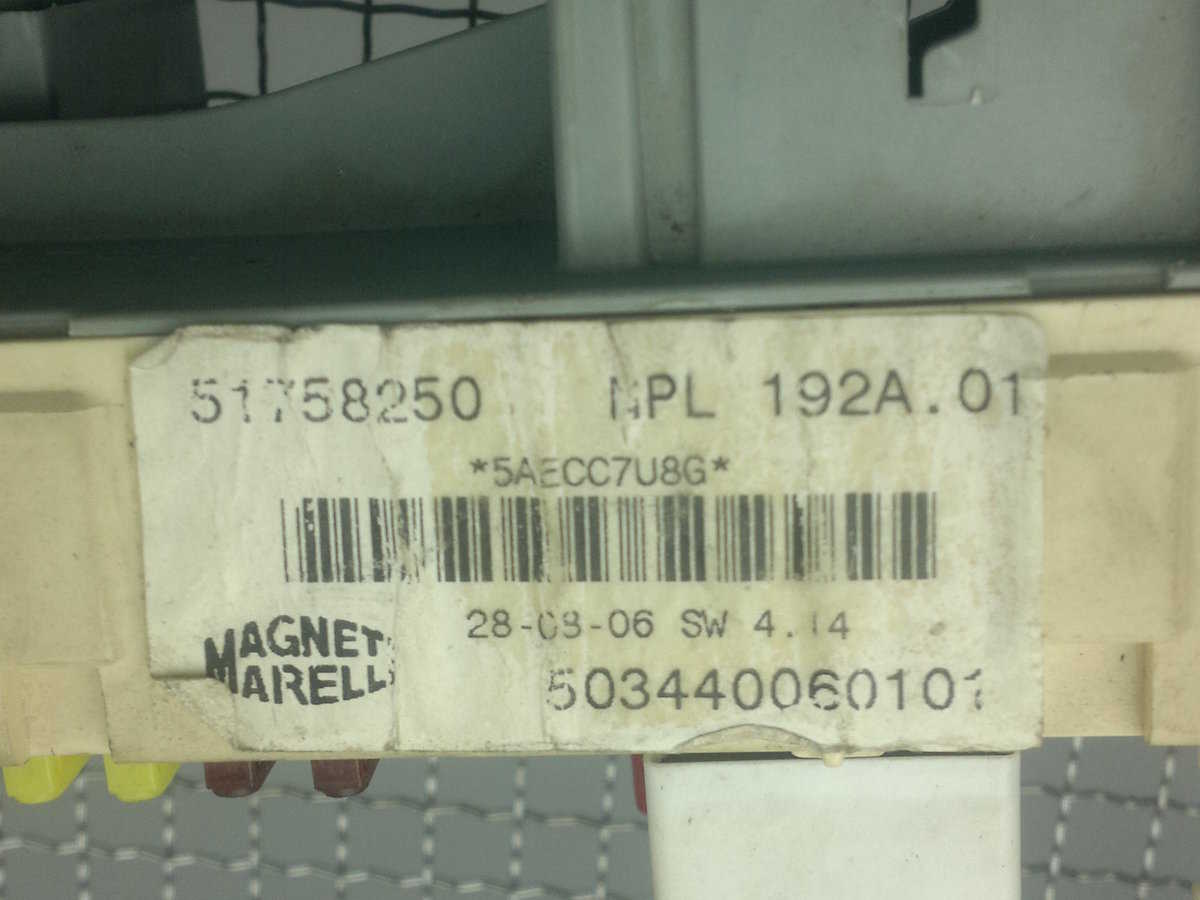 51758250 NPL 192A.01
*5AECC7U8G*
28-08-06 SW 4.14
MAGNETI
MARELLI
503440060101